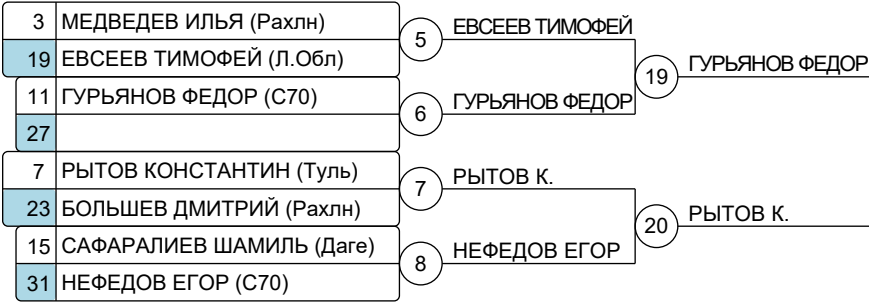 3 МЕДВЕДЕВ ИЛЬЯ (Рахлн)
19 ЕВСЕЕВ ТИМОФЕЙ (Л.Обл)
11 ГУРЬЯНОВ ФЕДОР (С70)
27
7 РЫТОВ КОНСТАНТИН (Туль)
23 БОЛЬШЕВ ДМИТРИЙ (Рахлн)
15 САФАРАЛИЕВ ШАМИЛЬ (Даге)
31 НЕФЕДОВ ЕГОР (С70)
5 ЕВСЕЕВ ТИМОФЕЙ
6 ГУРЬЯНОВ ФЕДОР
7 РЫТОВ К.
8 НЕФЕДОВ ЕГОР
19 ГУРЬЯНОВ ФЕДОР
20 РЫТОВ К.